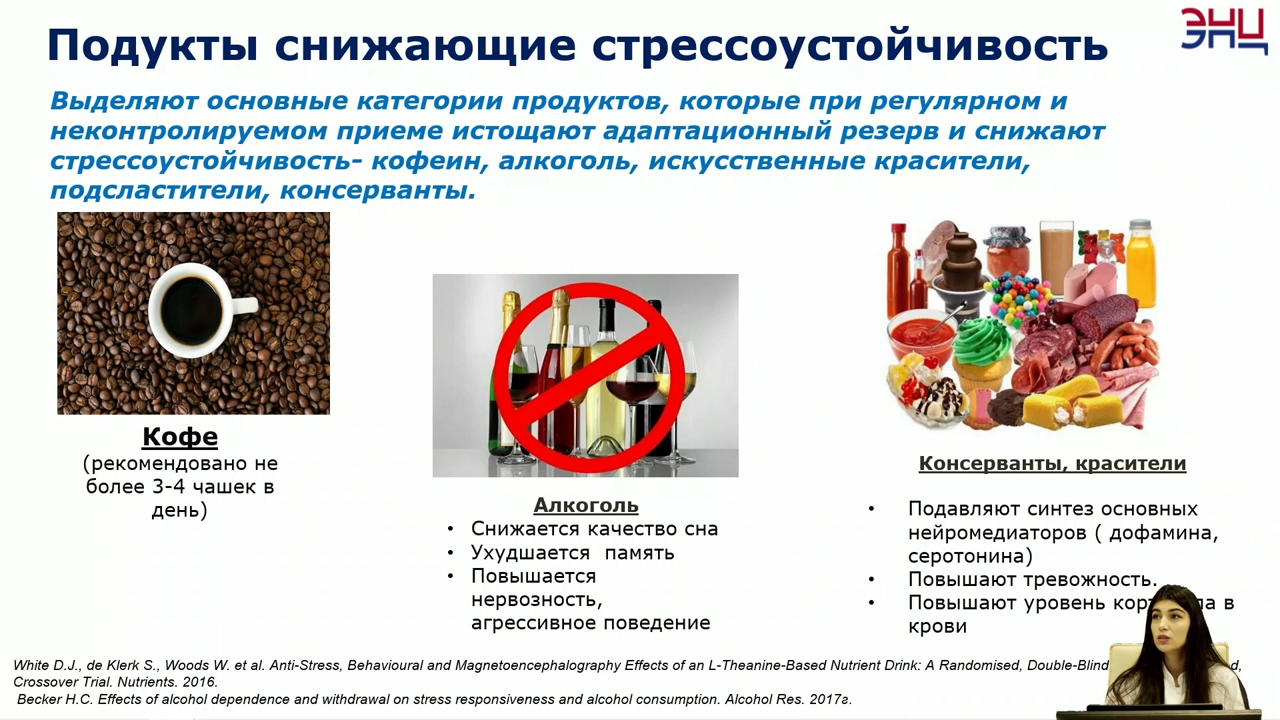 Подукты снижающие стрессоустойчивость
ЭНЦ
Выделяют основные категории продуктов, которые при регулярном и
неконтролируемом приеме истощают адаптационный резерв и снижают
стрессоустойчивость- кофеин, алкоголь, искусственные красители,
подсластители, консерванты.
Кофе
(рекомендовано не
более 3-4 чашек в
день)
Алкоголь
• Снижается качество сна
• Ухудшается память
• Повышается
нервозность,
агрессивное поведение
Консерванты, красители
• Подавляют синтез основных
нейромедиаторов ( дофамина,
серотонина)
• Повышают тревожность.
• Повышают уровень в
крови
White D.J., de Klerk S., Woods W. et al. Anti-Stress, Behavioural and Magnetoencephalography Effects of an L-Theanine-Based Nutrient Drink: A Randomised, Double-Blind
Crossover Trial. Nutrients. 2016.
Becker H.C. Effects of alcohol dependence and withdrawal on stress responsiveness and alcohol consumption. Alcohol Res. 2017г.